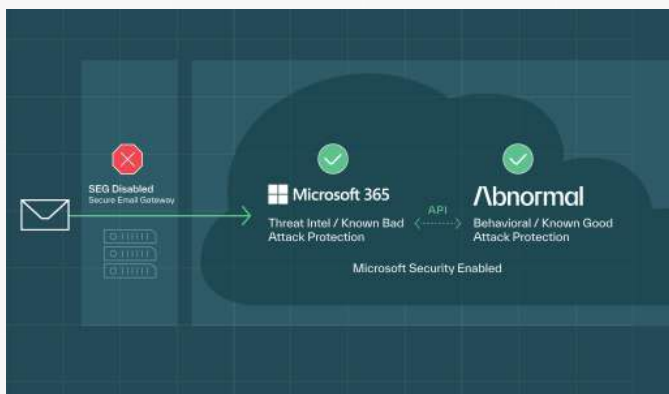 SEG Disabled
Secure Email Gateway
Microsoft 365
Threat Intel / Known Bad
Attack Protection
API
Abnormal
Behavioral / Known Good
Attack Protection
Microsoft Security Enabled